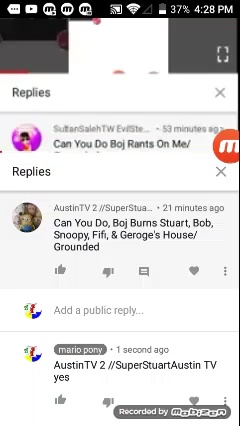 37% 4:28 PM
Replies
SultanSalehTW EvilSte... • 53 minutes ago
Can You Do Boj Rants On Me/
Replies
AustinTV 2 //SuperStua... • 21 minutes ago
Can You Do, Boj Burns Stuart, Bob,
Snoopy, Fifi, & Geroge's House/
Grounded
Add a public reply...
mario pony • 1 second ago
AustinTV 2 //SuperStuartAustin TV
yes
Recorded by Mobizen